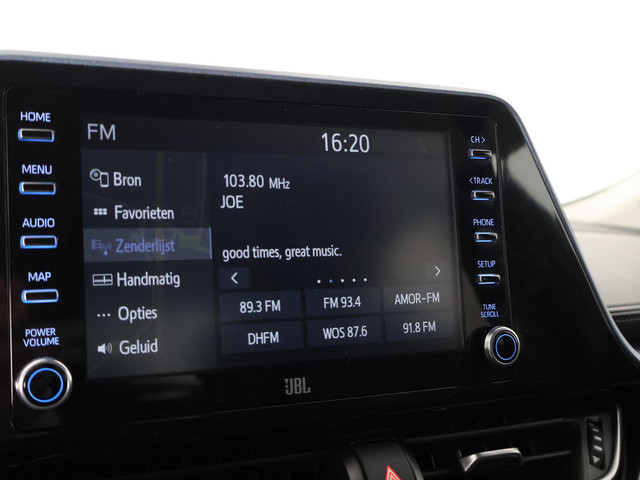 HOME
MENU
AUDIO
MAP
POWER
VOLUME
FM
16:20
Bron
Favorieten
Zenderlijst
Handmatig
Opties
Geluid
103.80 MHz
JOE
good times, great music.
89.3 FM
FM 93.4
AMOR-FM
DHFM
WOS 87.6
91.8 FM
JBL
CH >
< TRACK
PHONE
SETUP
TUNE
SCROLL